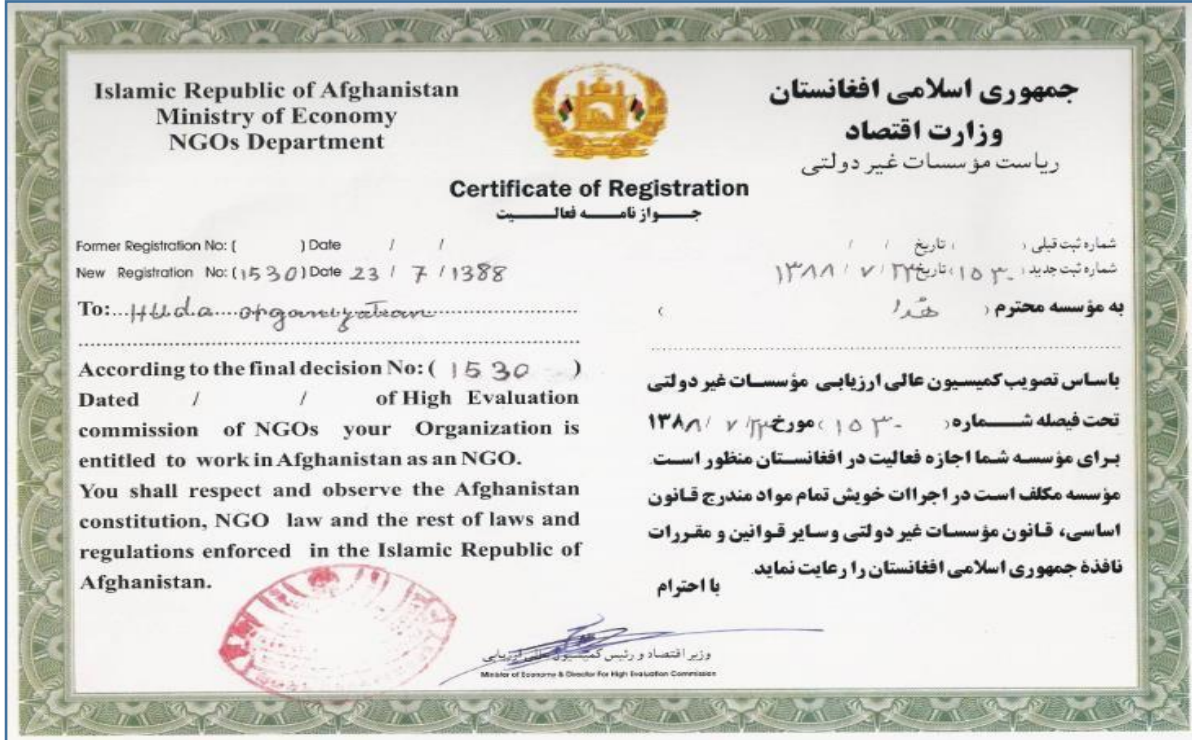 Islamic Republic of Afghanistan
Ministry of Economy
NGOs Department
جمهوری اسلامی افغانستان
وزارت اقتصاد
ریاست مؤسسات غیر دولتی
Certificate of Registration
جواز نامه فعالیت
Former Registration No: ( ) Date / /
New Registration No: (1530) Date 23 / 7 / 1388
To: Huda organization
According to the final decision No: ( 1530 )
Dated / / of High Evaluation
commission of NGOs your Organization is
entitled to work in Afghanistan as an NGO.
You shall respect and observe the Afghanistan
constitution, NGO law and the rest of laws and
regulations enforced in the Islamic Republic of
Afghanistan.
شماره ثبت قبلی ( ) تاریخ / /
شماره ثبت جدید (۱۵۳۰) تاریخ ۲۳ / ۷ / ۱۳۸۸
به مؤسسه محترم ( هدا )
باساس تصویب کمیسیون عالی ارزیابی مؤسسات غیر دولتی
تحت فیصله شماره (۱۵۳۰) مورخ ۲۳ / ۷ / ۱۳۸۸
برای مؤسسه شما اجازه فعالیت در افغانستان منظور است.
مؤسسه مکلف است در اجراات خویش تمام مواد مندرج قانون
اساسی، قانون مؤسسات غیر دولتی وسایر قوانین و مقررات
نافذهٔ جمهوری اسلامی افغانستان را رعایت نماید.
با احترام
وزیر اقتصاد و رئیس کمیسیون عالی ارزیابی
Minister of Economy & Director For High Evaluation Commission